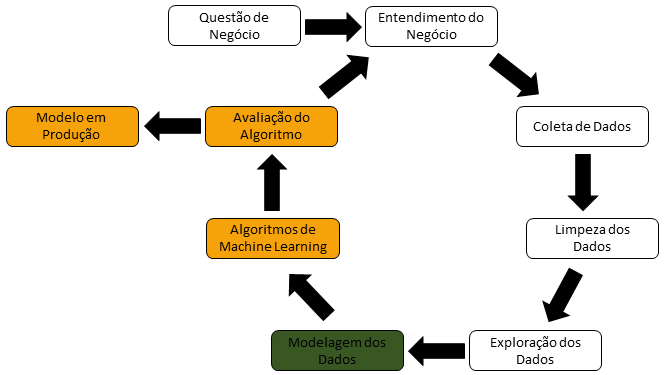 Questão de
Negócio
Entendimento do
Negócio
Modelo em
Produção
Avaliação do
Algoritmo
Coleta de Dados
Algoritmos de
Machine Learning
Limpeza dos
Dados
Modelagem dos
Dados
Exploração dos
Dados